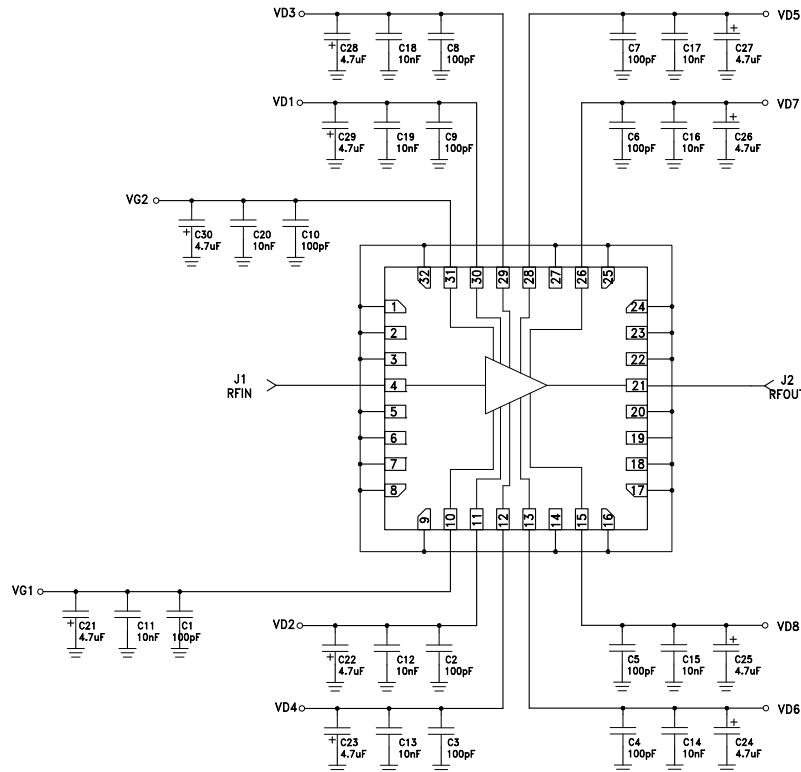 VD3
C28
4.7uF
C18
10nF
C8
100pF
C7
100pF
C17
10nF
C27
4.7uF
VD5
VD1
C29
4.7uF
C19
10nF
C9
100pF
C6
100pF
C16
10nF
C26
4.7uF
VD7
VG2
C30
4.7uF
C20
10nF
C10
100pF
32
31
30
29
28
27
26
25
1
2
3
4
5
6
7
8
24
23
22
21
20
19
18
17
J1
RFIN
J2
RFOUT
9
10
11
12
13
14
15
16
VG1
C21
4.7uF
C11
10nF
C1
100pF
VD2
C22
4.7uF
C12
10nF
C2
100pF
C5
100pF
C15
10nF
C25
4.7uF
VD8
VD4
C23
4.7uF
C13
10nF
C3
100pF
C4
100pF
C14
10nF
C24
4.7uF
VD6